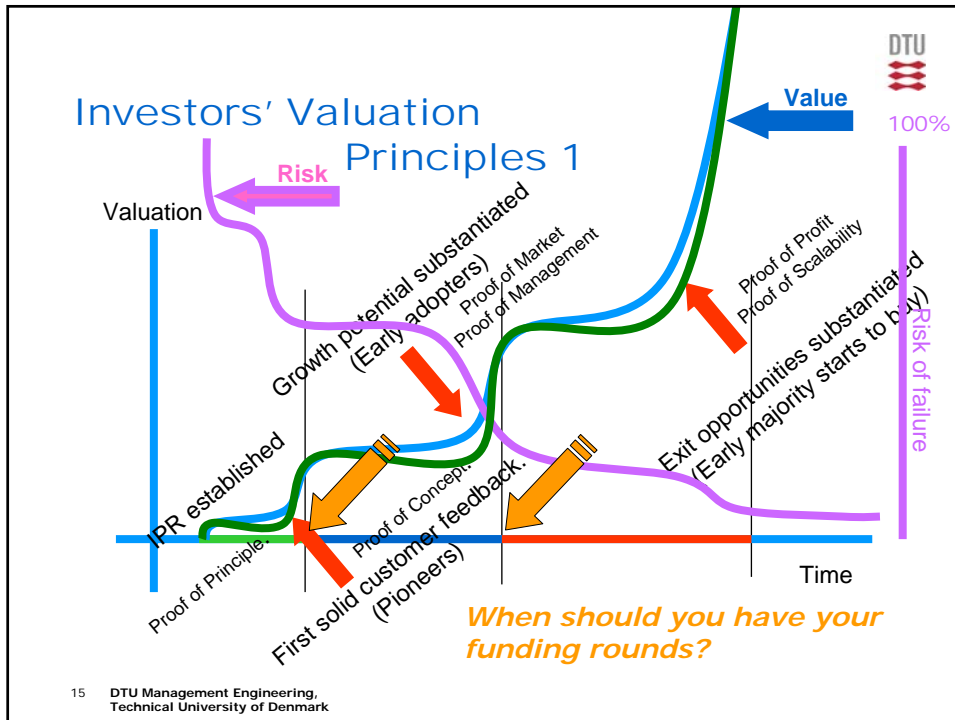 DTU
Investors' Valuation
Principles 1
Value
100%
Risk
Valuation
Growth potential substantiated
(Early adopters)
Proof of Market
Proof of Management
Proof of Profit
Proof of Scalability
Exit opportunities substantiated
(Early majority starts to buy)
Risk of failure
IPR established
Proof of Principle.
Proof of Concept.
First solid customer feedback.
(Pioneers)
Time
When should you have your
funding rounds?
15 DTU Management Engineering,
Technical University of Denmark